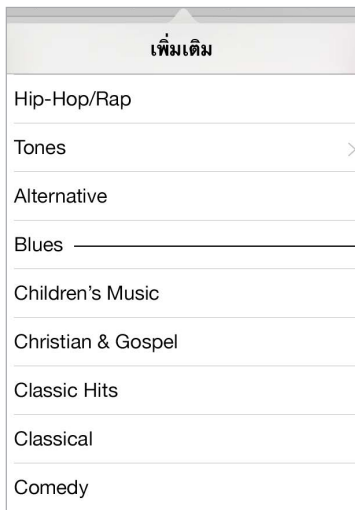 เพิ่มเติม
Hip-Hop/Rap
Tones
Alternative
Blues
Children’s Music
Christian & Gospel
Classic Hits
Classical
Comedy